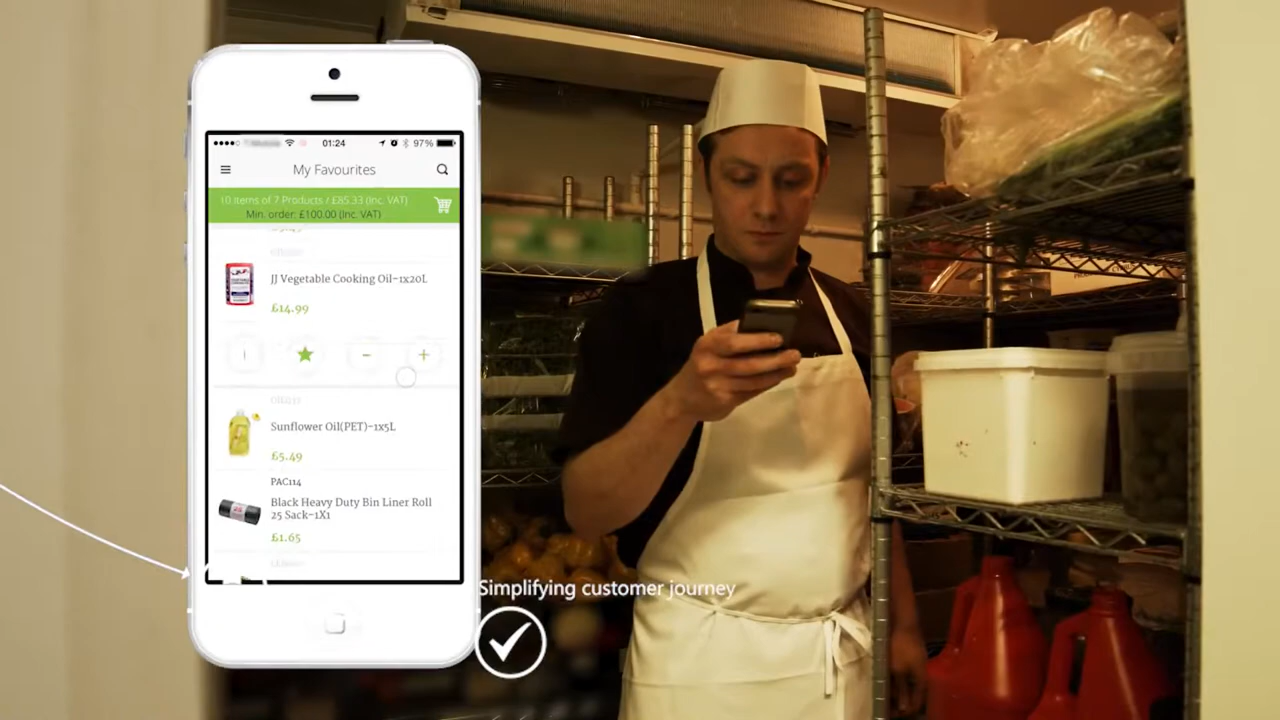 01:24
97%
My Favourites
10 Items of 7 Products / £85.33 (Inc. VAT)
Min. order: £100.00 (Inc. VAT)
JJ Vegetable Cooking Oil-1x20L
£14.99
Sunflower Oil(PET)-1x5L
£5.49
PAC114
Black Heavy Duty Bin Liner Roll
25 Sack-1X1
£1.65
Simplifying customer journey